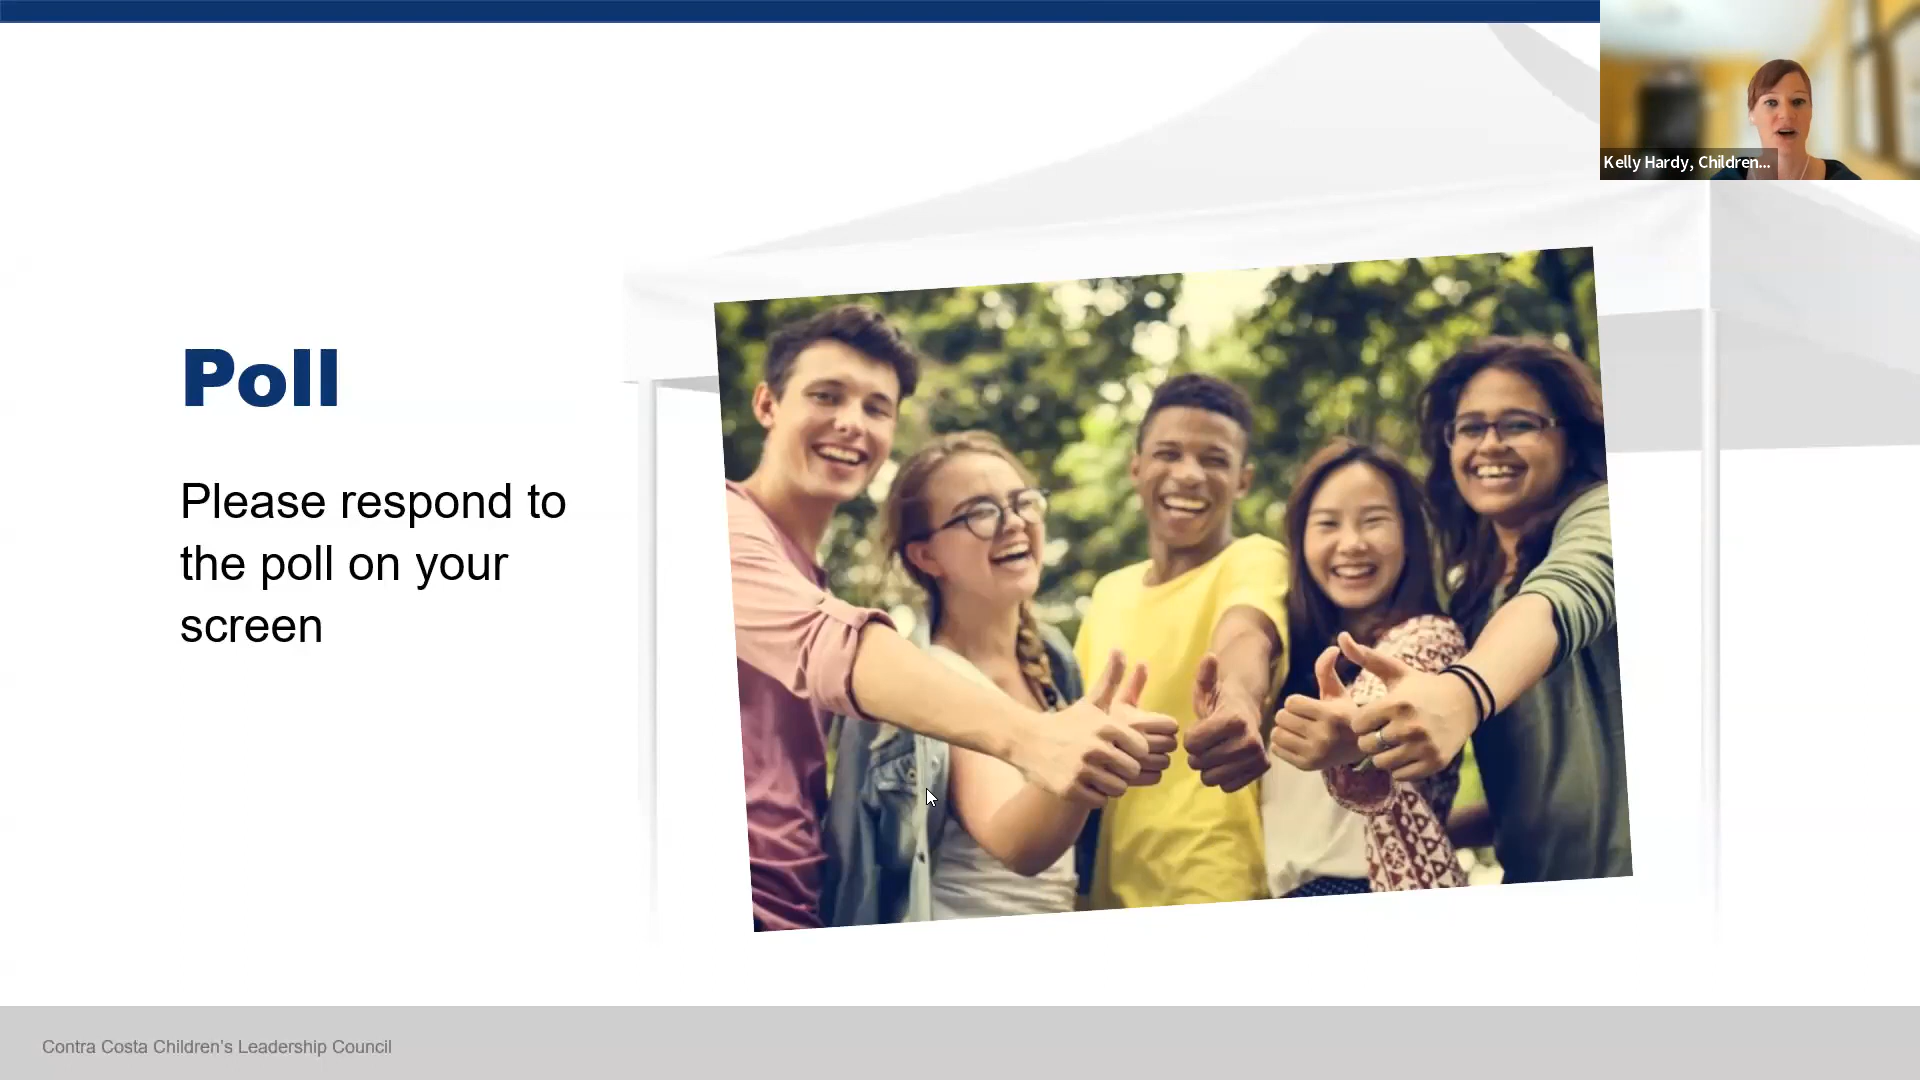 Kelly Hardy, Children...
Poll
Please respond to
the poll on your
screen
Contra Costa Children's Leadership Council